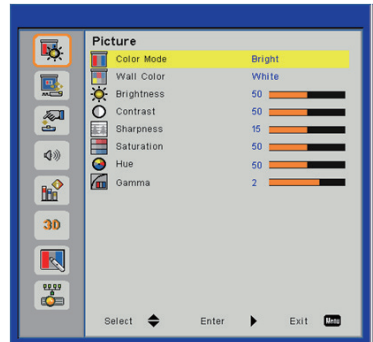 Picture
Color Mode Bright
Wall Color White
Brightness 50
Contrast 50
Sharpness 15
Saturation 50
Hue 50
Gamma 2
3D
Select Enter Exit Menu